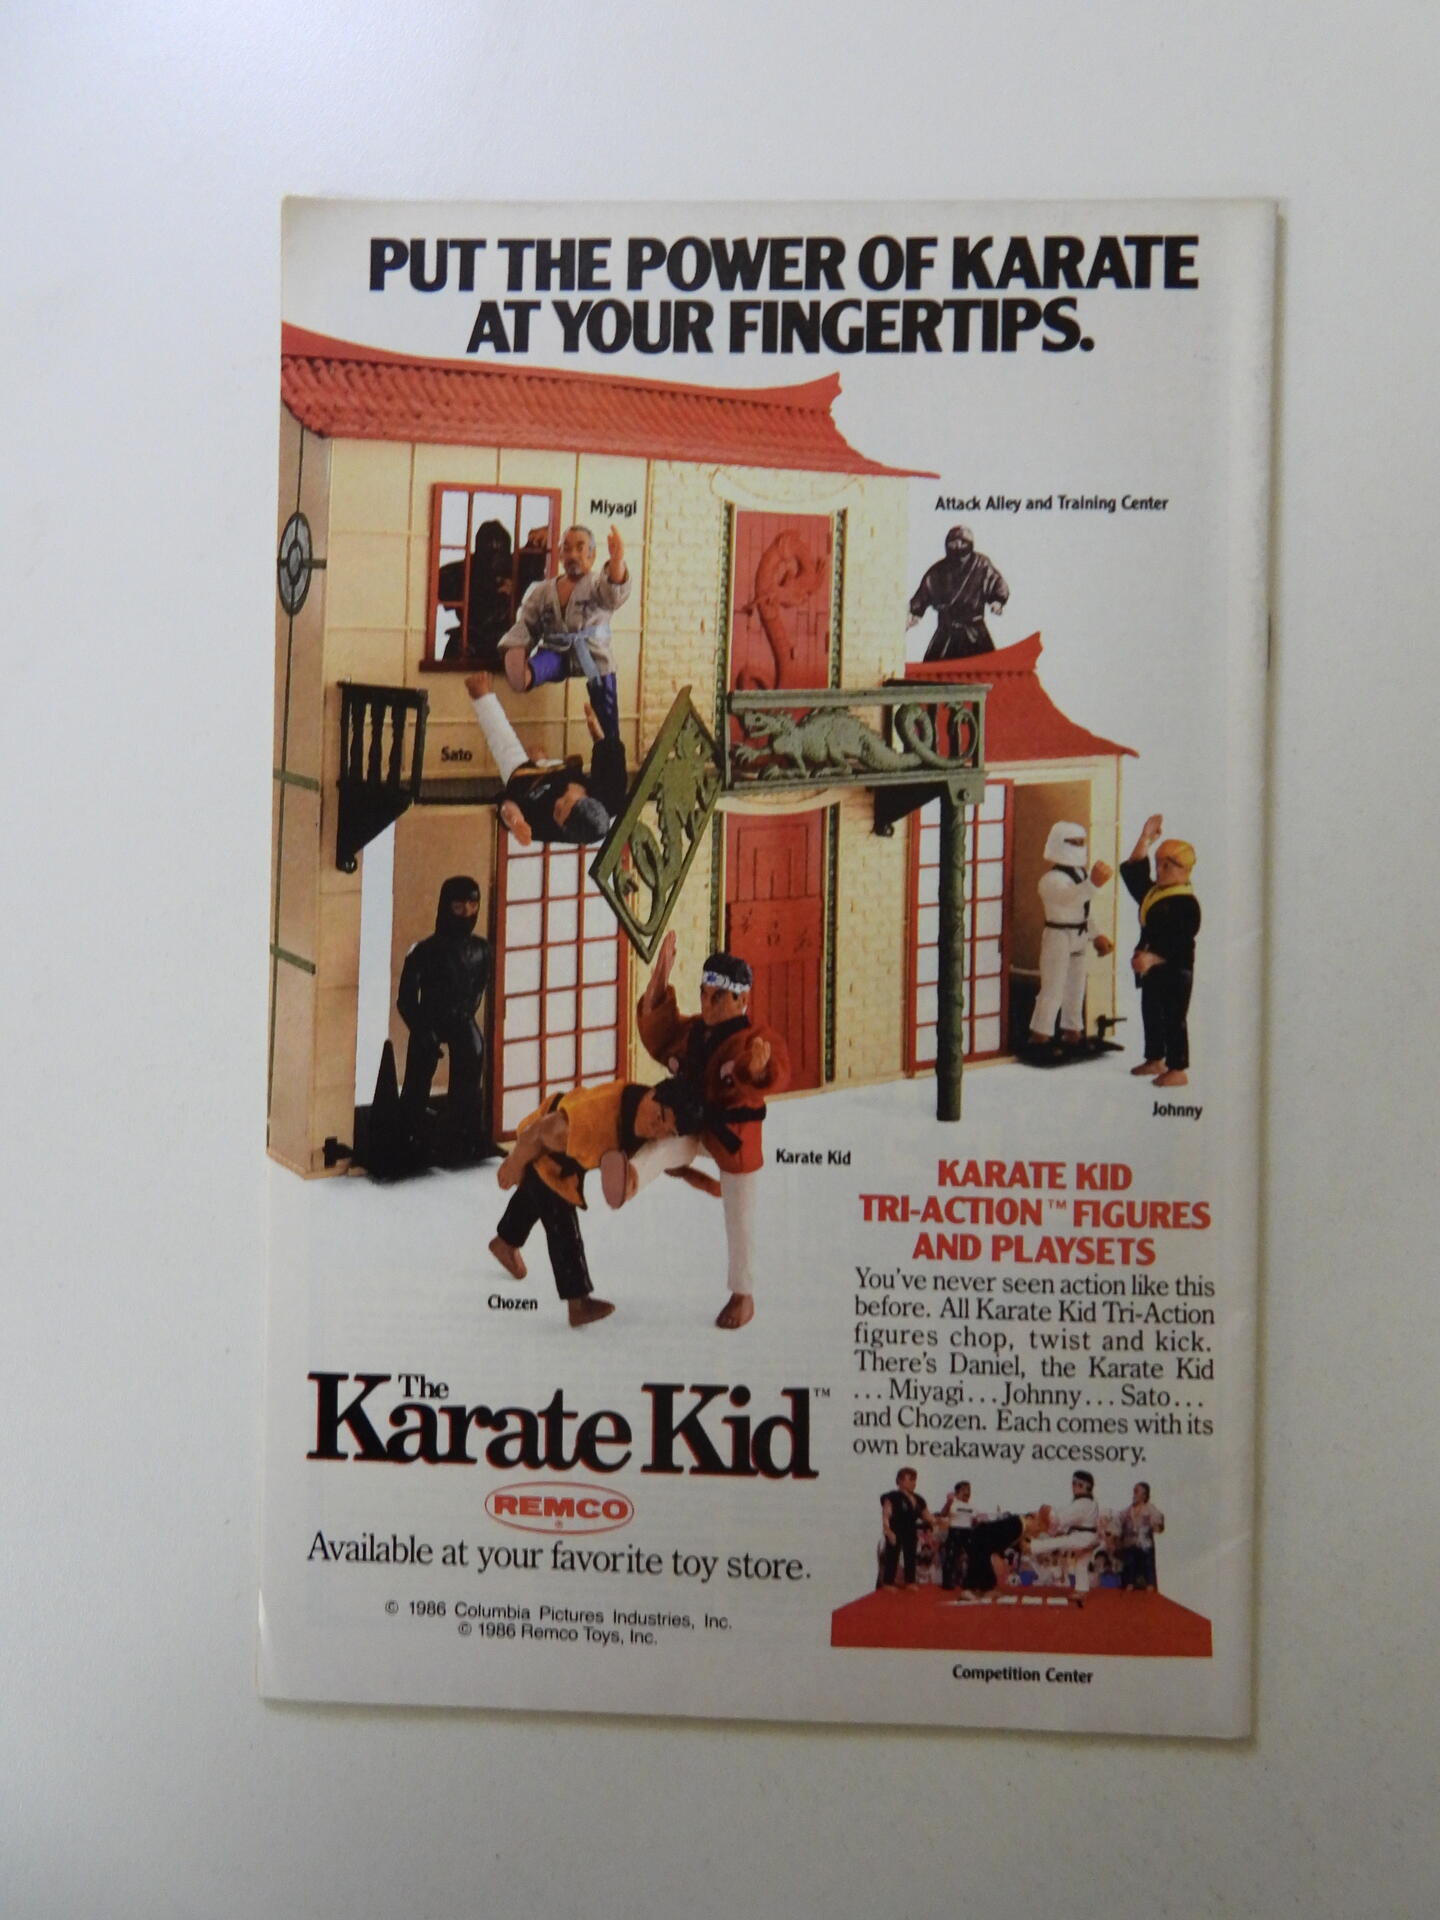 PUT THE POWER OF KARATE
AT YOUR FINGERTIPS.
Miyagi
Attack Alley and Training Center
Sato
Johnny
Karate Kid
Chozen
KARATE KID
TRI-ACTION™ FIGURES
AND PLAYSETS
You've never seen action like this
before. All Karate Kid Tri-Action
figures chop, twist and kick.
There's Daniel, the Karate Kid
... Miyagi... Johnny... Sato...
and Chozen. Each comes with its
own breakaway accessory.
The
Karate Kid™
REMCO
®
Available at your favorite toy store.
© 1986 Columbia Pictures Industries, Inc.
© 1986 Remco Toys, Inc.
Competition Center